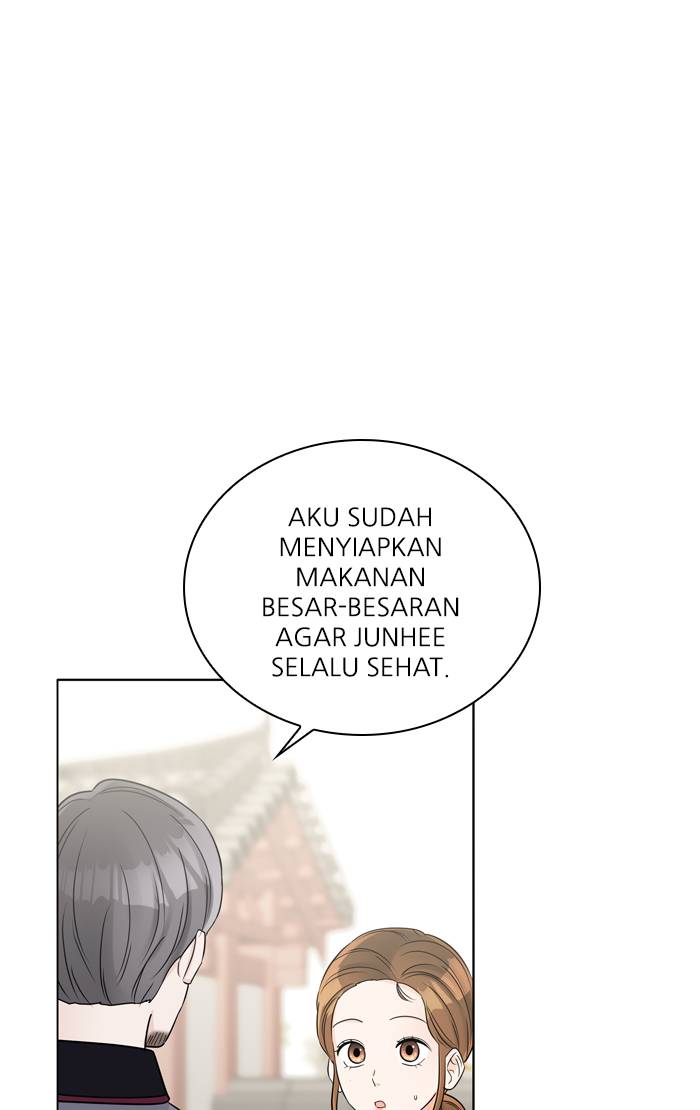 AKU SUDAH
MENYIAPKAN
MAKANAN
BESAR-BESARAN
AGAR JUNHEE
SELALU SEHAT.